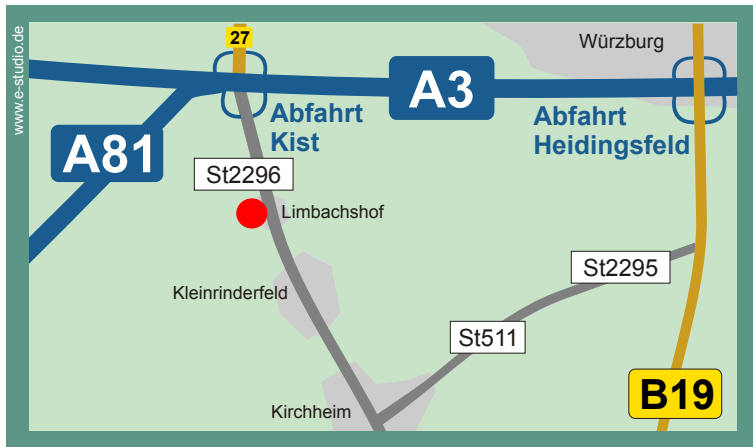 www.e-studio.de
27
Würzburg
A3
Abfahrt
Kist
Abfahrt
Heidingsfeld
A81
St2296
Limbachshof
Kleinrinderfeld
St2295
St511
B19
Kirchheim